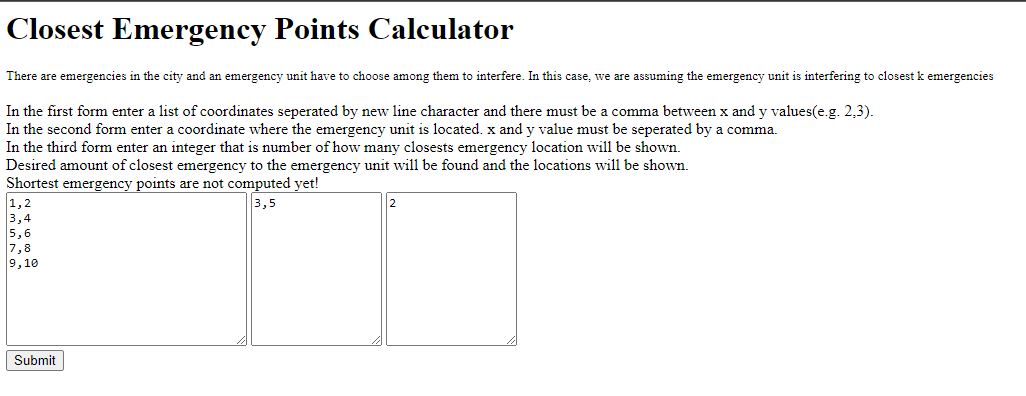 Closest Emergency Points Calculator
There are emergencies in the city and an emergency unit have to choose among them to interfere. In this case, we are assuming the emergency unit is interfering to closest k emergencies
In the first form enter a list of coordinates seperated by new line character and there must be a comma between x and y values(e.g. 2,3).
In the second form enter a coordinate where the emergency unit is located. x and y value must be seperated by a comma.
In the third form enter an integer that is number of how many closests emergency location will be shown.
Desired amount of closest emergency to the emergency unit will be found and the locations will be shown.
Shortest emergency points are not computed yet!
1,2
3,4
5,6
7,8
9,10
3,5
2
Submit